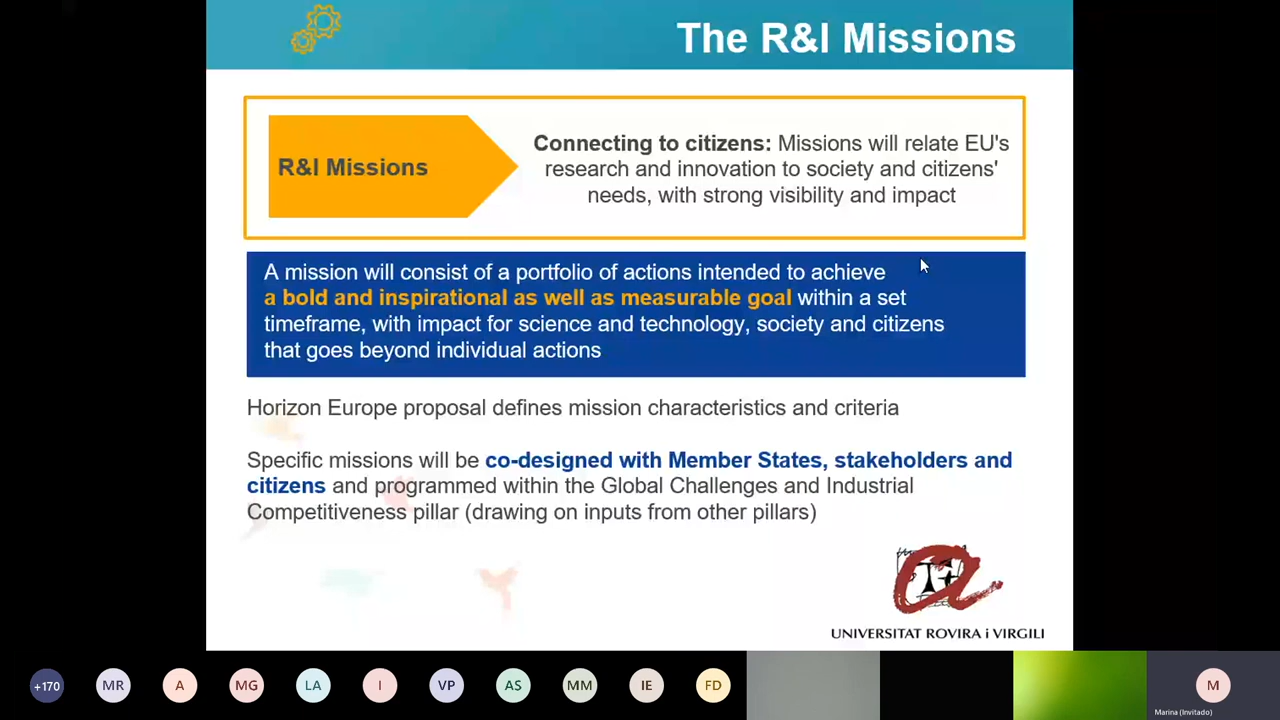 The R&I Missions
R&I Missions
Connecting to citizens: Missions will relate EU's
research and innovation to society and citizens'
needs, with strong visibility and impact
A mission will consist of a portfolio of actions intended to achieve
a bold and inspirational as well as measurable goal within a set
timeframe, with impact for science and technology, society and citizens
that goes beyond individual actions
Horizon Europe proposal defines mission characteristics and criteria
Specific missions will be co-designed with Member States, stakeholders and
citizens and programmed within the Global Challenges and Industrial
Competitiveness pillar (drawing on inputs from other pillars)
UNIVERSITAT ROVIRA i VIRGILI
+170 MR A MG LA I VP AS MM IE FD M
Marina (Invitado)